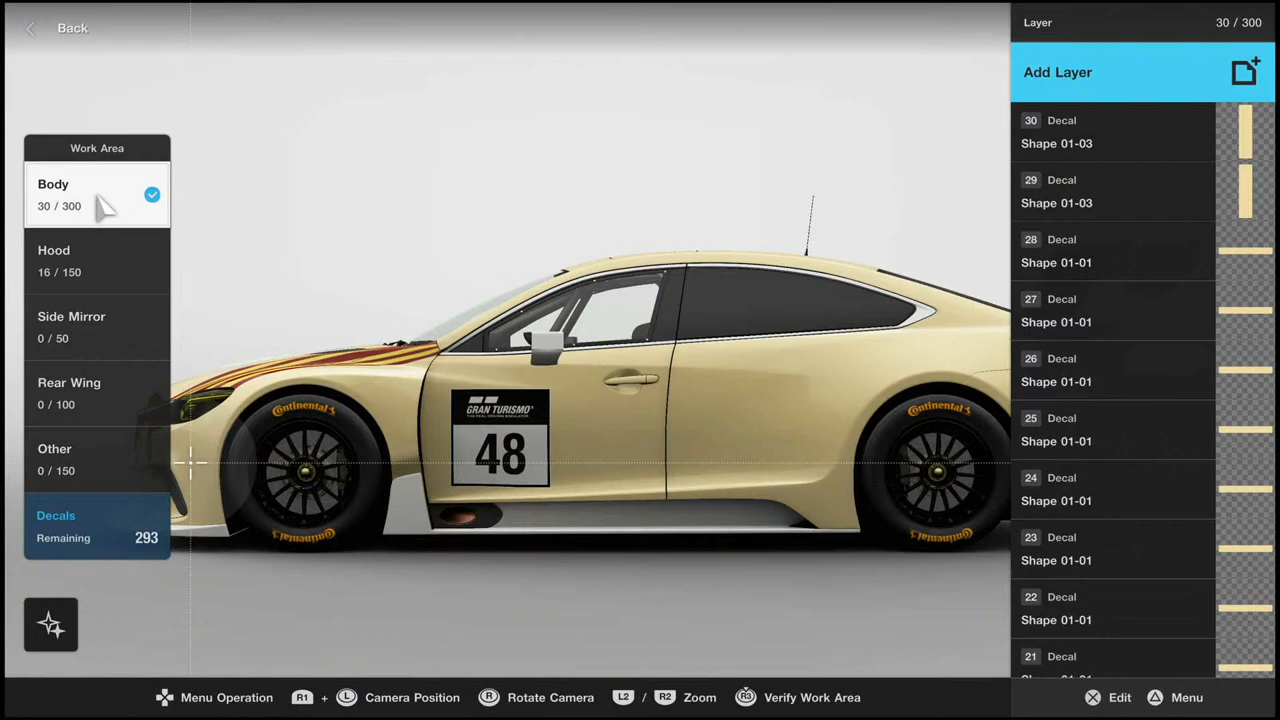 Back
Layer 30 / 300
Add Layer
Work Area
Body
30 / 300
Hood
16 / 150
Side Mirror
0 / 50
Rear Wing
0 / 100
Other
0 / 150
Decals
Remaining 293
30 Decal
Shape 01-03
29 Decal
Shape 01-03
28 Decal
Shape 01-01
27 Decal
Shape 01-01
26 Decal
Shape 01-01
25 Decal
Shape 01-01
24 Decal
Shape 01-01
23 Decal
Shape 01-01
22 Decal
Shape 01-01
21 Decal
GRAN TURISMO
THE REAL DRIVING SIMULATOR
48
Continental
Continental
Continental
Continental
Menu Operation R1 + L Camera Position R Rotate Camera L2 / R2 Zoom R3 Verify Work Area Edit Menu